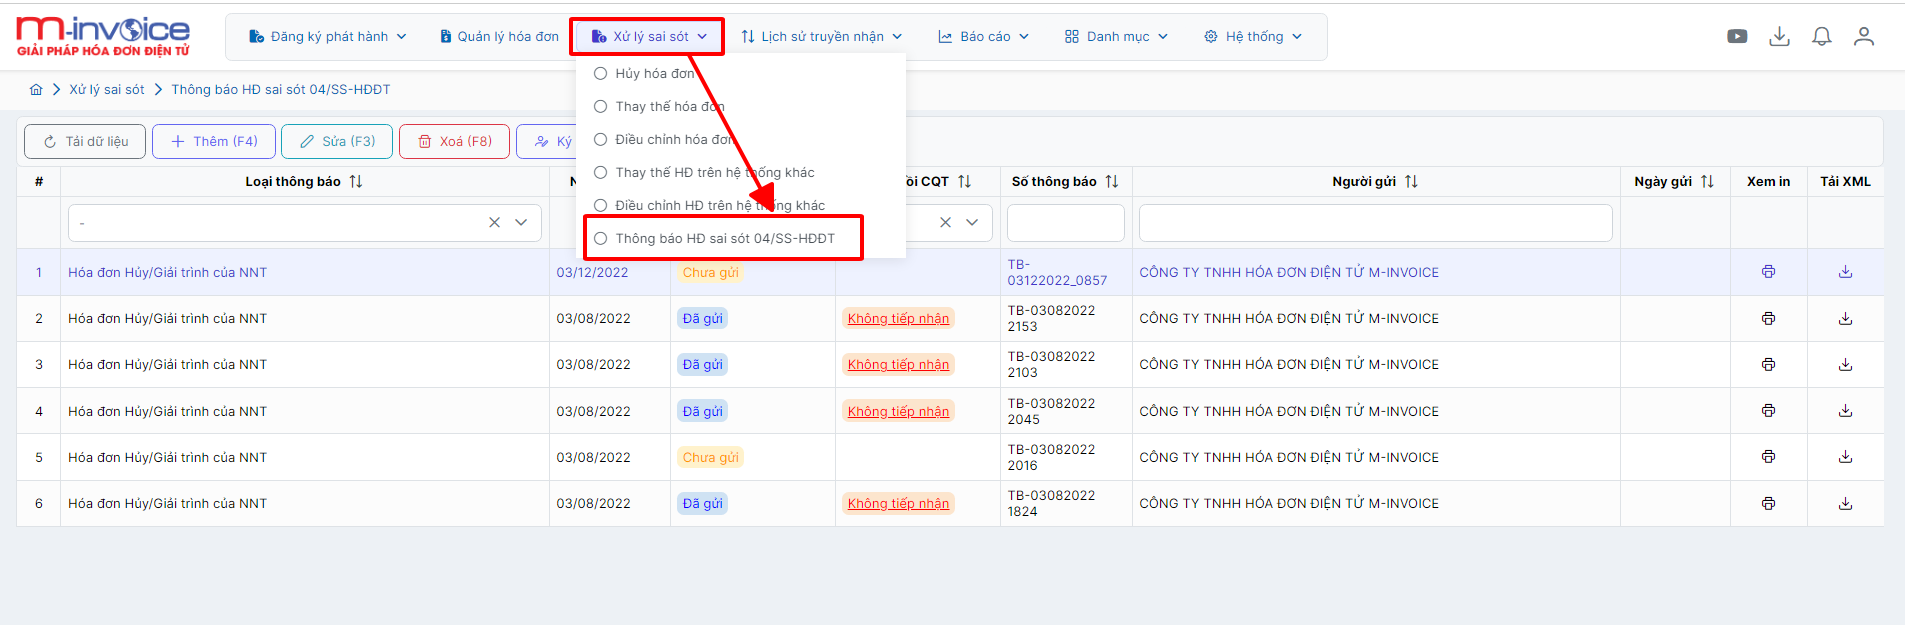 m-invoice
GIẢI PHÁP HÓA ĐƠN ĐIỆN TỬ
Đăng ký phát hành
Quản lý hóa đơn
Xử lý sai sót
Lịch sử truyền nhận
Báo cáo
Danh mục
Hệ thống
Hủy hóa đơn
Thay thế hóa đơn
Điều chỉnh hóa đơn
Thay thế HĐ trên hệ thống khác
Điều chỉnh HĐ trên hệ thống khác
Thông báo HĐ sai sót 04/SS-HĐĐT
Xử lý sai sót > Thông báo HĐ sai sót 04/SS-HĐĐT
Tải dữ liệu
Thêm (F4)
Sửa (F3)
Xoá (F8)
Ký
# Loại thông báo N ồi CQT Số thông báo Người gửi Ngày gửi Xem in Tải XML
-
1 Hóa đơn Hủy/Giải trình của NNT 03/12/2022 Chưa gửi TB-03122022_0857 CÔNG TY TNHH HÓA ĐƠN ĐIỆN TỬ M-INVOICE
2 Hóa đơn Hủy/Giải trình của NNT 03/08/2022 Đã gửi Không tiếp nhận TB-03082022 2153 CÔNG TY TNHH HÓA ĐƠN ĐIỆN TỬ M-INVOICE
3 Hóa đơn Hủy/Giải trình của NNT 03/08/2022 Đã gửi Không tiếp nhận TB-03082022 2103 CÔNG TY TNHH HÓA ĐƠN ĐIỆN TỬ M-INVOICE
4 Hóa đơn Hủy/Giải trình của NNT 03/08/2022 Đã gửi Không tiếp nhận TB-03082022 2045 CÔNG TY TNHH HÓA ĐƠN ĐIỆN TỬ M-INVOICE
5 Hóa đơn Hủy/Giải trình của NNT 03/08/2022 Chưa gửi TB-03082022 2016 CÔNG TY TNHH HÓA ĐƠN ĐIỆN TỬ M-INVOICE
6 Hóa đơn Hủy/Giải trình của NNT 03/08/2022 Đã gửi Không tiếp nhận TB-03082022 1824 CÔNG TY TNHH HÓA ĐƠN ĐIỆN TỬ M-INVOICE